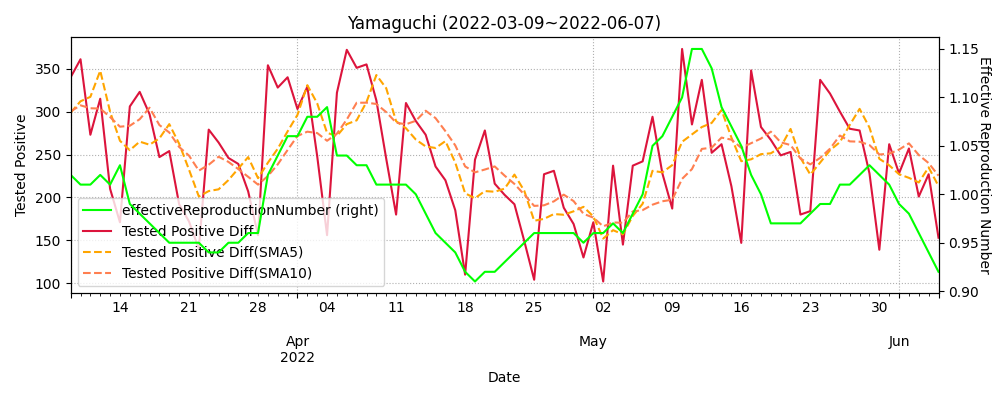 Yamaguchi (2022-03-09~2022-06-07)
Tested Positive
350
300
250
200
150
100
1.15
1.10
1.05
1.00
0.95
0.90
Effective Reproduction Number
effectiveReproductionNumber (right)
Tested Positive Diff
Tested Positive Diff(SMA5)
Tested Positive Diff(SMA10)
14 21 28 04 11 18 25 02 09 16 23 30
Apr May Jun
2022
Date